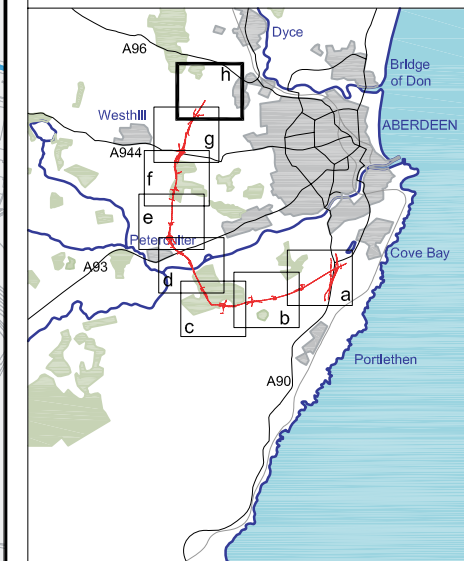 Dyce
A96
Bridge
of Don
h
Westhill
ABERDEEN
g
A944
f
e
Peterculter
Cove Bay
A93
d
a
b
c
Portlethen
A90